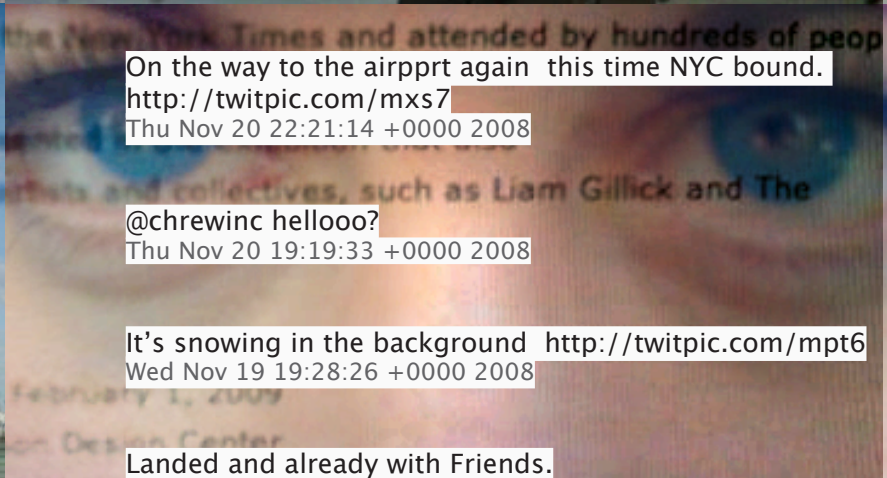 the New York Times and attended by hundreds of peop
On the way to the airpprt again  this time NYC bound.
http://twitpic.com/mxs7
Thu Nov 20 22:21:14 +0000 2008
and collectives, such as Liam Gillick and The
@chrewinc hellooo?
Thu Nov 20 19:19:33 +0000 2008
It’s snowing in the background  http://twitpic.com/mpt6
Wed Nov 19 19:28:26 +0000 2008
February 1, 2009
Design Center
Landed and already with Friends.